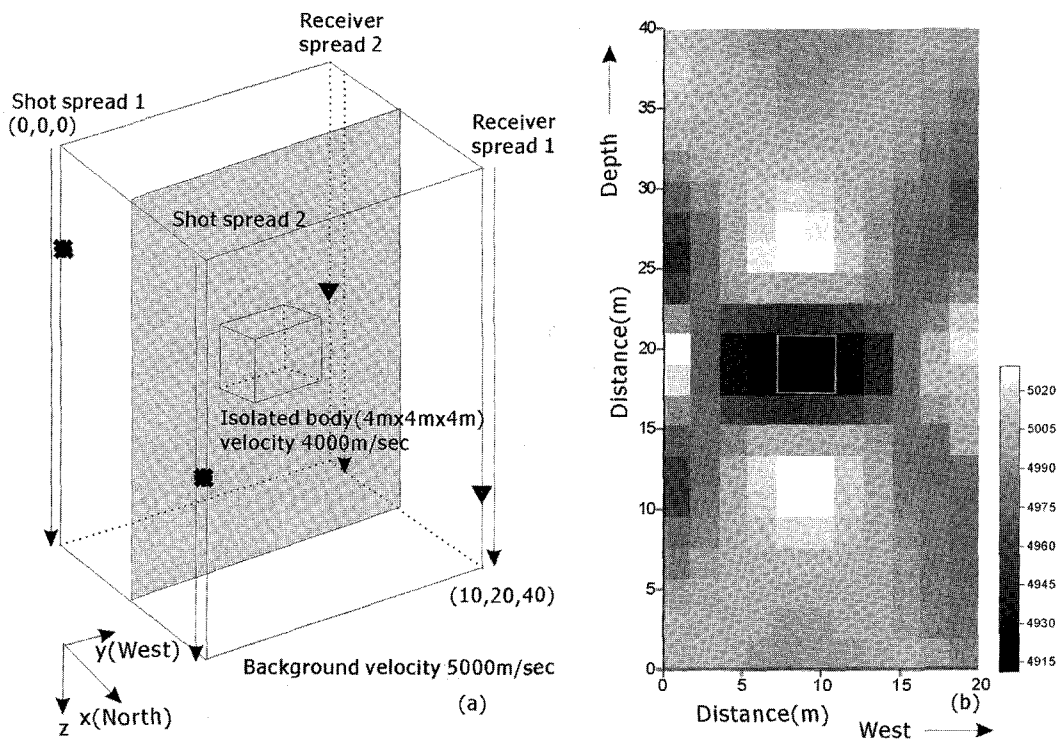 Receiver
spread 2
Shot spread 1
(0,0,0)
Receiver
spread 1
Shot spread 2
Isolated body(4mx4mx4m)
velocity 4000m/sec
(10,20,40)
y(West)
x(North)
z
Background velocity 5000m/sec
(a)
Depth
Distance(m)
40
35
30
25
20
15
10
5
0
0
5
10
15
20
Distance(m)
West
(b)
5020
5005
4990
4975
4960
4945
4930
4915